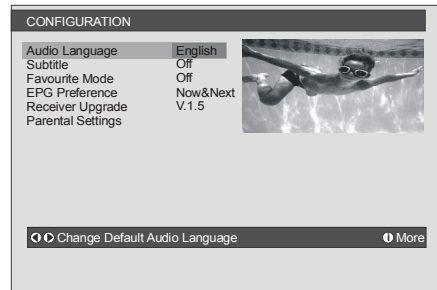 CONFIGURATION
Audio Language English
Subtitle Off
Favourite Mode Off
EPG Preference Now&Next
Receiver Upgrade V.1.5
Parental Settings
Change Default Audio Language i More